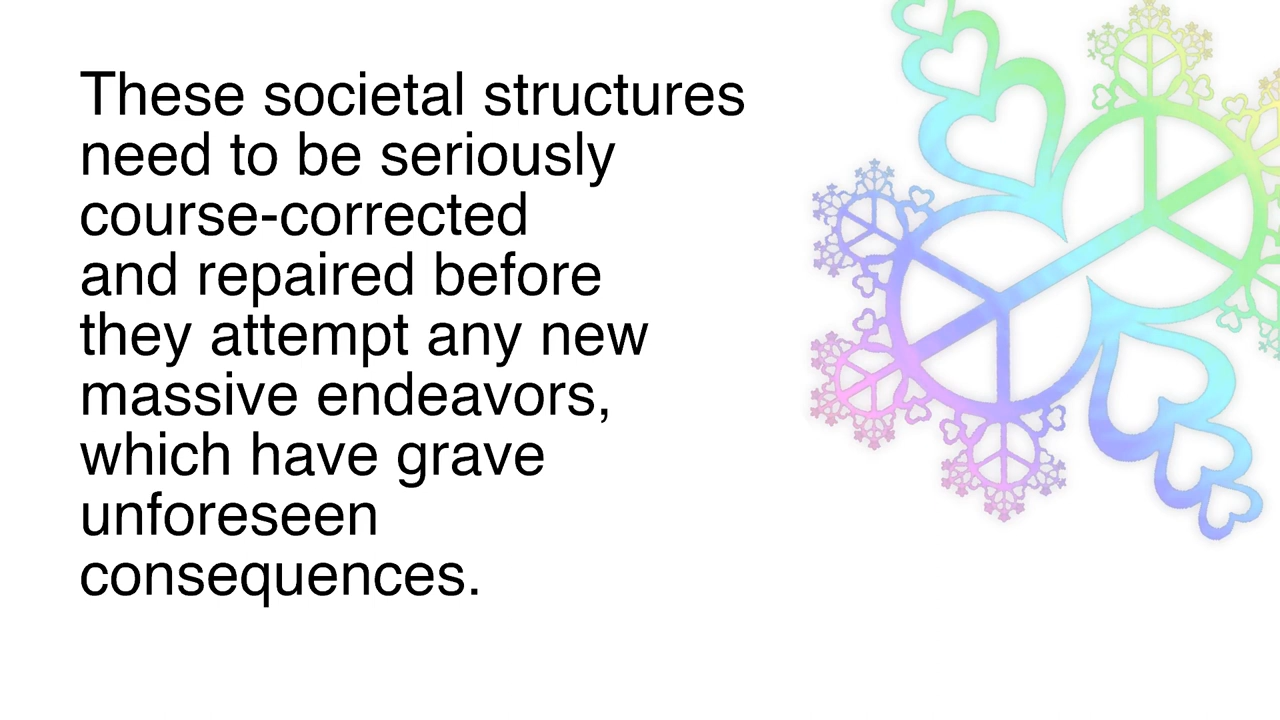 These societal structures
need to be seriously
course-corrected
and repaired before
they attempt any new
massive endeavors,
which have grave
unforeseen
consequences.